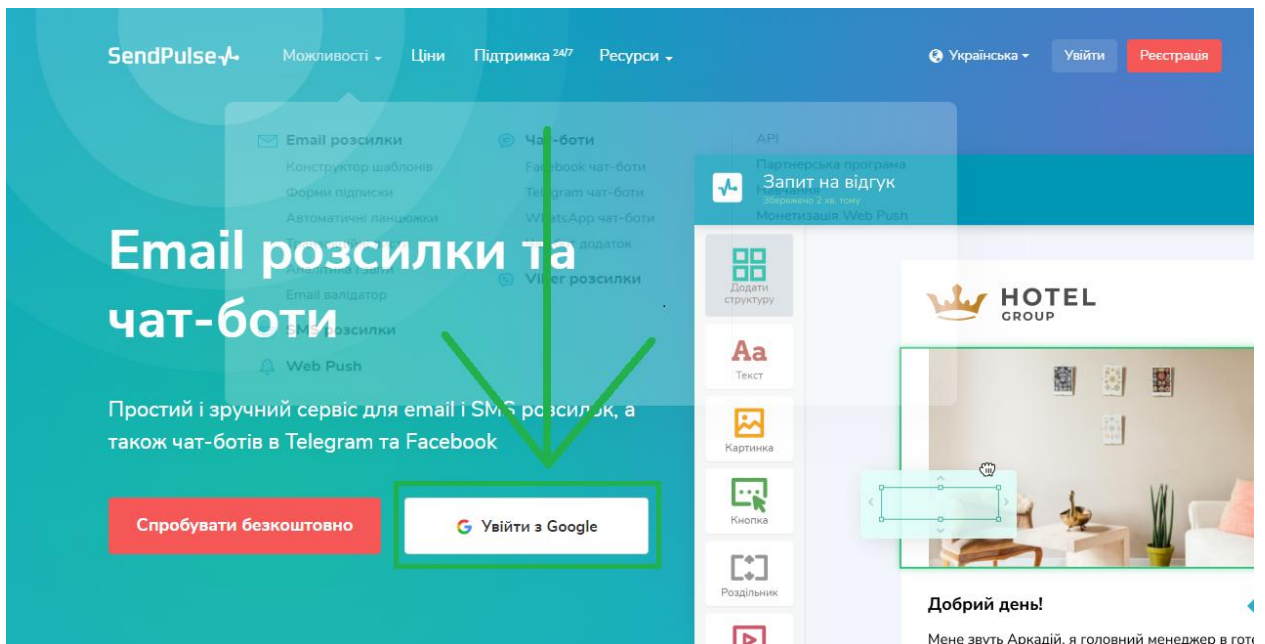 SendPulse
Можливості
Ціни
Підтримка 24/7
Ресурси
Українська
Увійти
Реєстрація
Email розсилки
Конструктор шаблонів
Форми підписки
Автоматичні ланцюжки
Email валідатор
SMS розсилки
Web Push
Чат-боти
Facebook чат-боти
Telegram чат-боти
WhatsApp чат-боти
додаток
Viber розсилки
API
Партнерська програма
Монетизація Web Push
Email розсилки та
чат-боти
Простий і зручний сервіс для email і SMS розсилок, а
також чат-ботів в Telegram та Facebook
Спробувати безкоштовно
Увійти з Google
Запит на відгук
Збережено 2 хв. тому
Додати
структуру
Aa
Текст
Картинка
Кнопка
Роздільник
HOTEL
GROUP
Добрий день!
Мене звуть Аркадій, я головний менеджер в готе